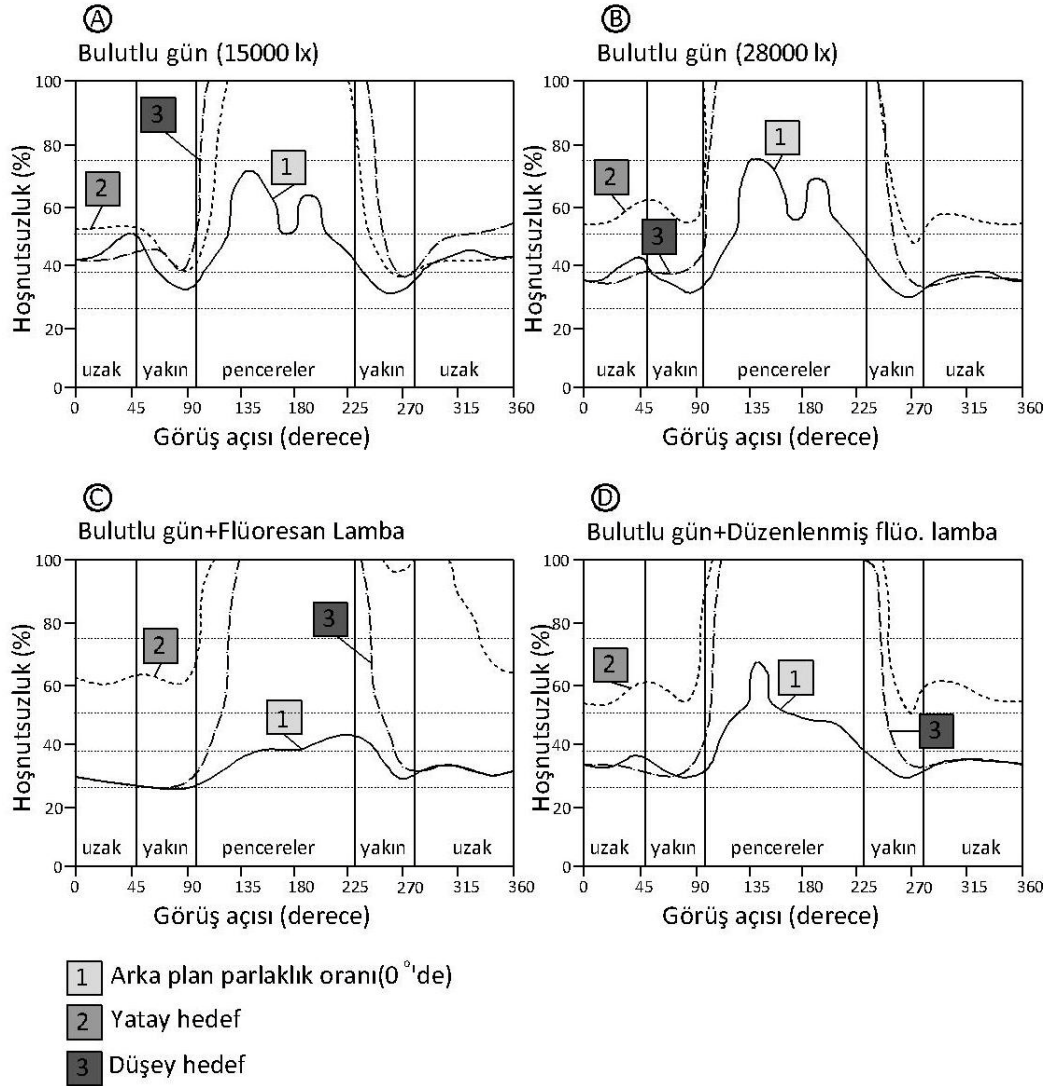 A
Bulutlu gün (15000 lx)
Hoşnutsuzluk (%)
100
80
60
40
20
0
3
1
2
uzak yakın pencereler yakın uzak
0 45 90 135 180 225 270 315 360
Görüş açısı (derece)
B
Bulutlu gün (28000 lx)
Hoşnutsuzluk (%)
100
80
60
40
20
0
1
2
3
uzak yakın pencereler yakın uzak
0 45 90 135 180 225 270 315 360
Görüş açısı (derece)
C
Bulutlu gün+Flüoresan Lamba
Hoşnutsuzluk (%)
100
80
60
40
20
0
2
3
1
uzak yakın pencereler yakın uzak
0 45 90 135 180 225 270 315 360
Görüş açısı (derece)
D
Bulutlu gün+Düzenlenmiş flüo. lamba
Hoşnutsuzluk (%)
100
80
60
40
20
0
2
1
3
uzak yakın pencereler yakın uzak
0 45 90 135 180 225 270 315 360
Görüş açısı (derece)
1 Arka plan parlaklık oranı(0 °'de)
2 Yatay hedef
3 Düşey hedef